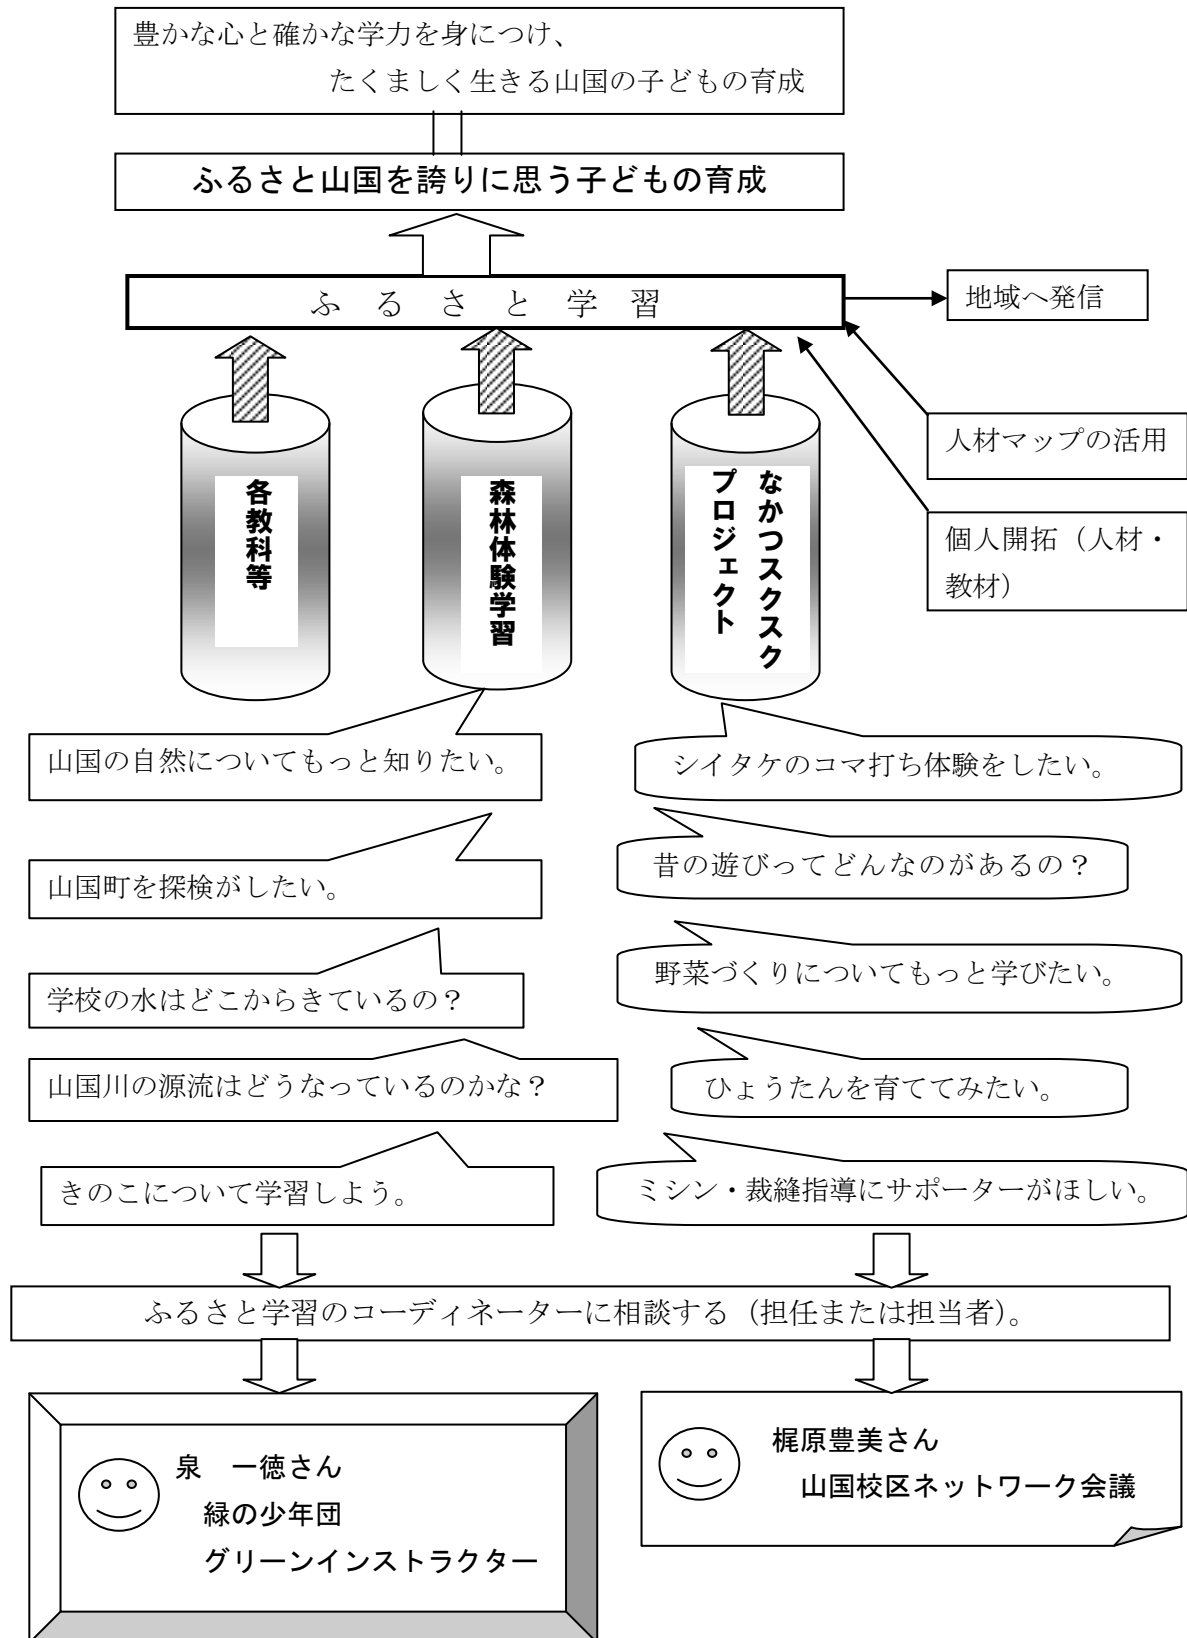 豊かな心と確かな学力を身につけ、
たくましく生きる山国の子どもの育成
ふるさと山国を誇りに思う子どもの育成
ふるさと学習
地域へ発信
人材マップの活用
個人開拓（人材・
教材）
各教科等
森林体験学習
なかつスクスク
プロジェクト
山国の自然についてもっと知りたい。
シイタケのコマ打ち体験をしたい。
山国町を探検がしたい。
昔の遊びってどんなのがあるの？
学校の水はどこからきているの？
野菜づくりについてもっと学びたい。
山国川の源流はどうなっているのかな？
ひょうたんを育ててみたい。
きのこについて学習しよう。
ミシン・裁縫指導にサポーターがほしい。
ふるさと学習のコーディネーターに相談する（担任または担当者）。
泉　一徳さん
緑の少年団
グリーンインストラクター
梶原豊美さん
山国校区ネットワーク会議